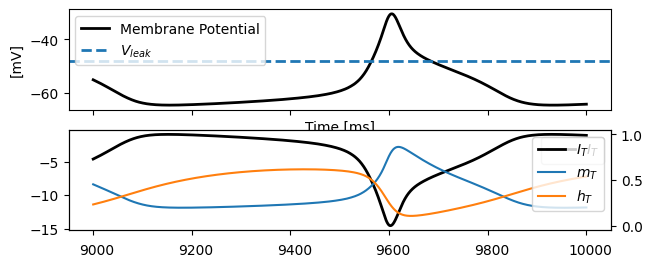 [mV]
−40
−60
Membrane Potential
V_leak
Time [ms]
−5
−10
−15
1.0
0.5
0.0
I_T I_T
m_T
h_T
9000 9200 9400 9600 9800 10000